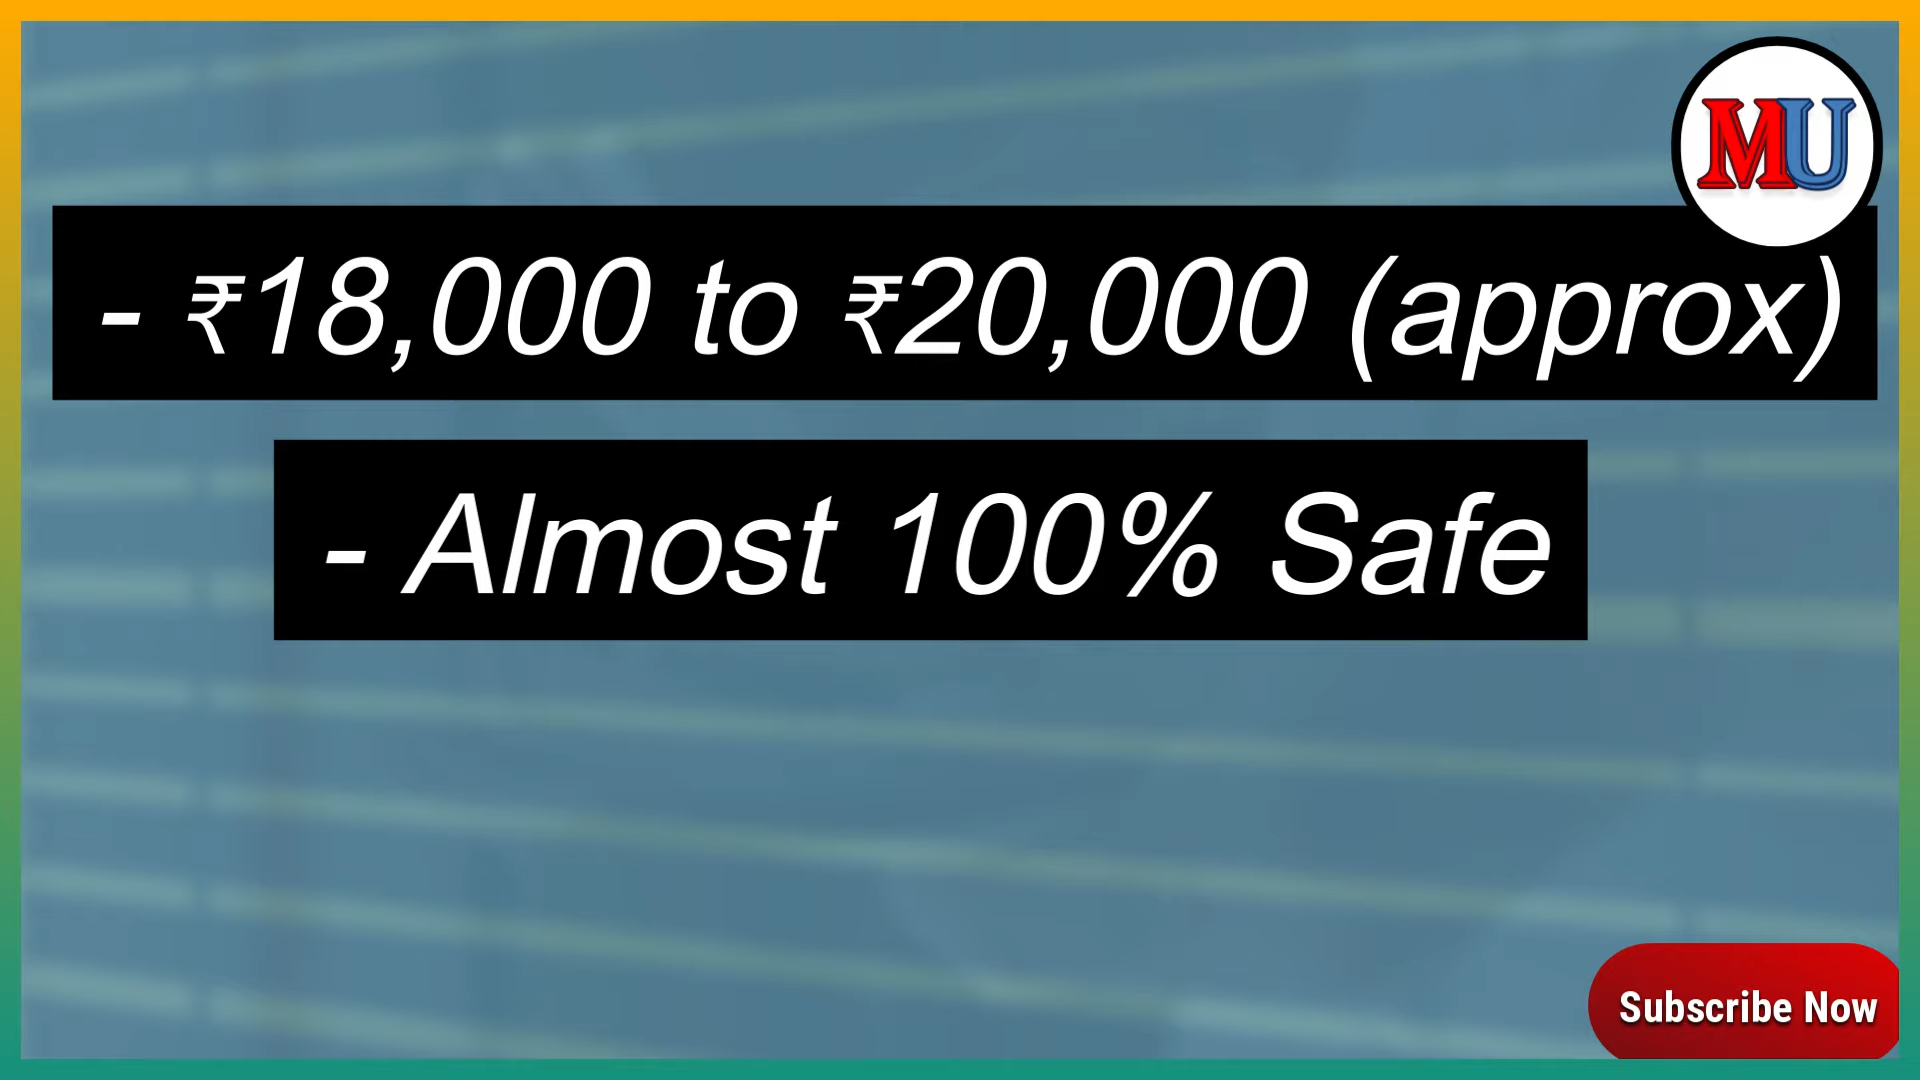 MU
- ₹18,000 to ₹20,000 (approx)
- Almost 100% Safe
Subscribe Now